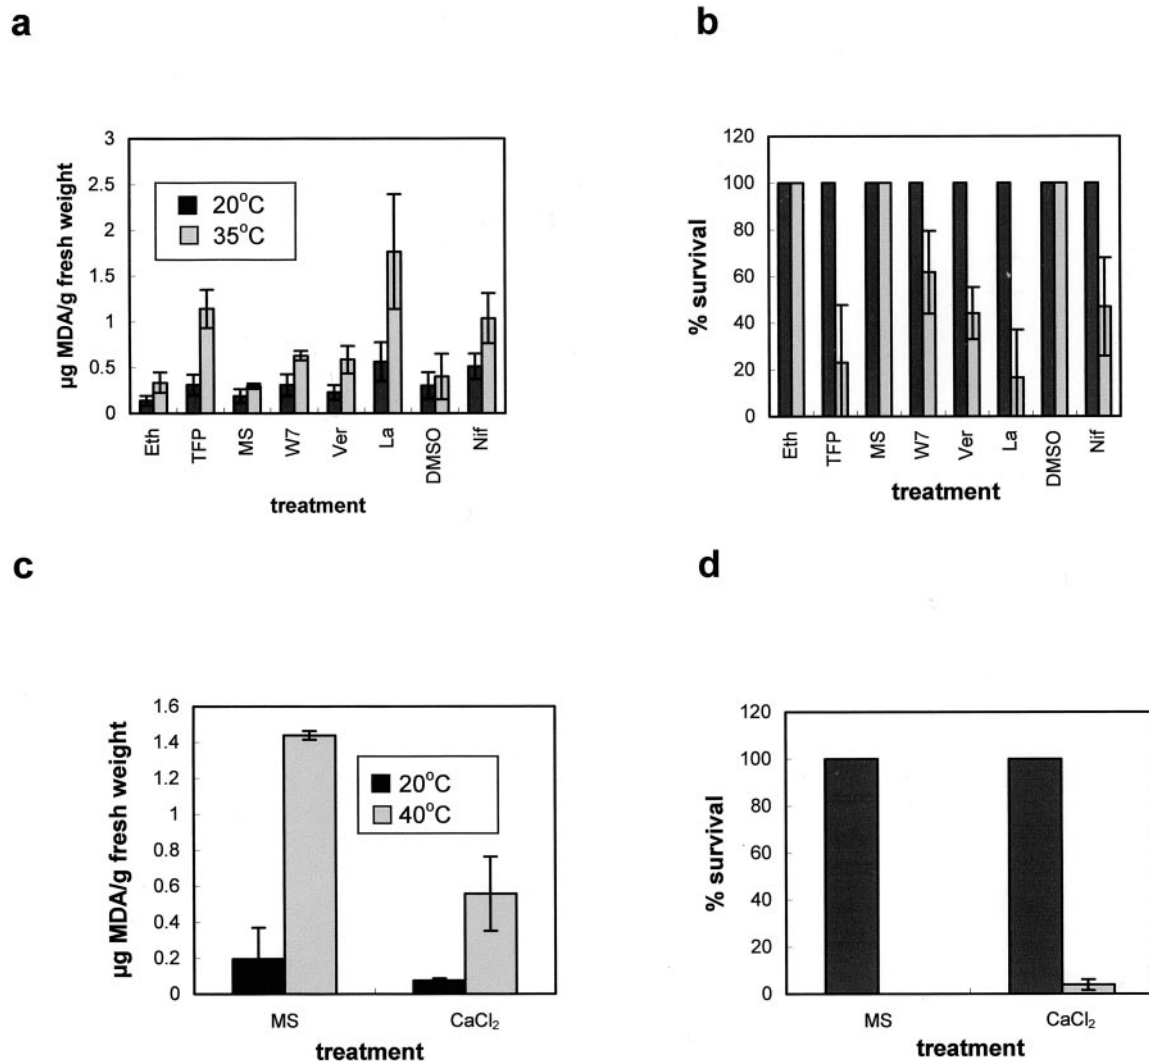 a
µg MDA/g fresh weight
3
2.5
2
1.5
1
0.5
0
20°C
35°C
Eth
TFP
MS
W7
Ver
La
DMSO
Nif
treatment
b
% survival
120
100
80
60
40
20
0
Eth
TFP
MS
W7
Ver
La
DMSO
Nif
treatment
c
µg MDA/g fresh weight
1.6
1.4
1.2
1
0.8
0.6
0.4
0.2
0
20°C
40°C
MS
CaCl₂
treatment
d
% survival
120
100
80
60
40
20
0
MS
CaCl₂
treatment